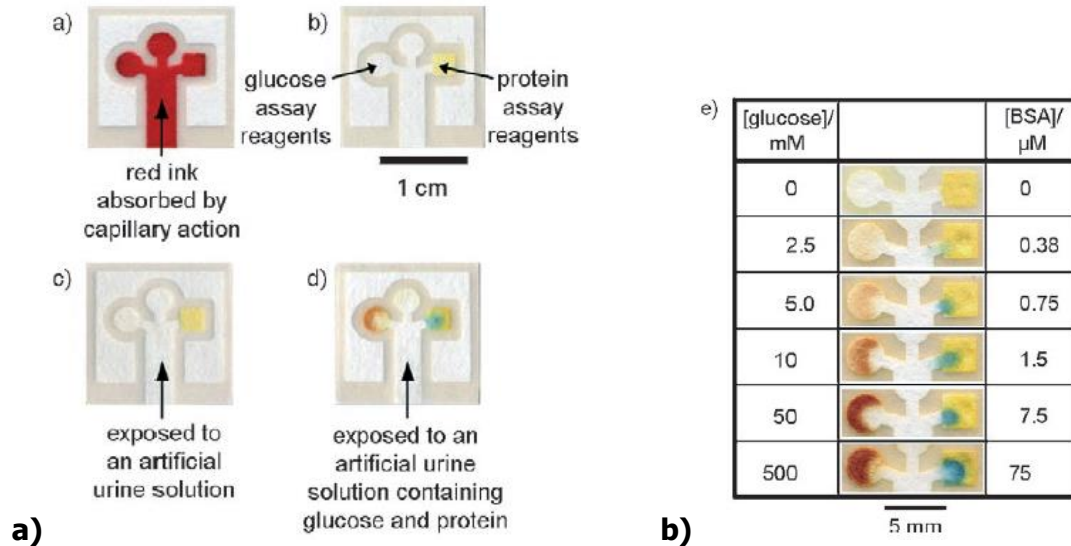 a)
b)
glucose
assay
reagents
protein
assay
reagents
1 cm
red ink
absorbed by
capillary action
c)
d)
exposed to
an artificial
urine solution
exposed to an
artificial urine
solution containing
glucose and protein
a)
e)
[glucose]/
mM
[BSA]/
μM
0
0
2.5
0.38
5.0
0.75
10
1.5
50
7.5
500
75
5 mm
b)